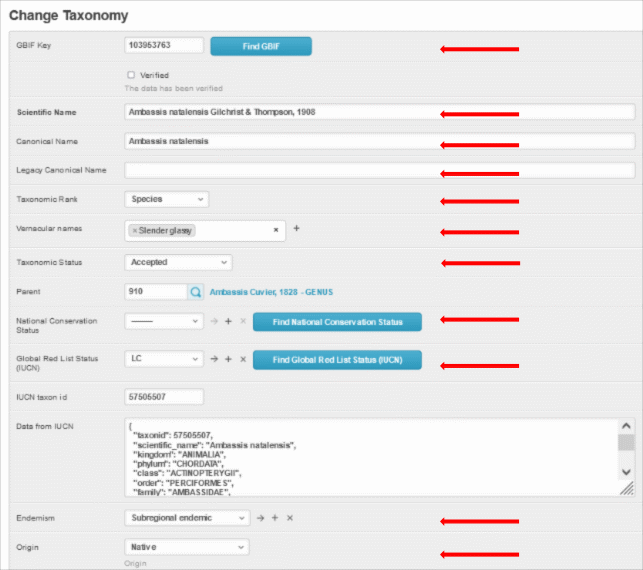 Change Taxonomy
GBIF Key 103953763 Find GBIF
Verified
The data has been verified
Scientific Name Ambassis natalensis Gilchrist & Thompson, 1908
Canonical Name Ambassis natalensis
Legacy Canonical Name
Taxonomic Rank Species
Vernacular names × Slender glassy × +
Taxonomic Status Accepted
Parent 910 Ambassis Cuvier, 1828 - GENUS
National Conservation Status -------- → + × Find National Conservation Status
Global Red List Status (IUCN) LC → + × Find Global Red List Status (IUCN)
IUCN taxon id 57505507
Data from IUCN {
"taxonid": 57505507,
"scientific_name": "Ambassis natalensis",
"kingdom": "ANIMALIA",
"phylum": "CHORDATA",
"class": "ACTINOPTERYGII",
"order": "PERCIFORMES",
"family": "AMBASSIDAE",
Endemism Subregional endemic → + ×
Origin Native
Origin